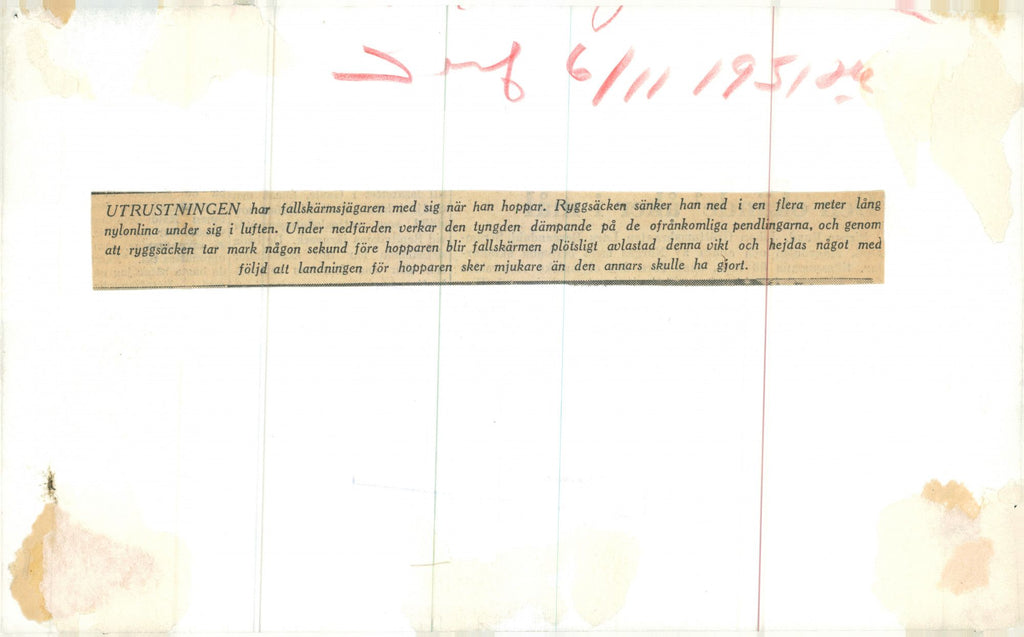 6/11 1951
UTRUSTNINGEN har fallskärmsjägaren med sig när han hoppar. Ryggsäcken sänker han ned i en flera meter lång
nylonlina under sig i luften. Under nedfärden verkar den tyngden dämpande på de ofrånkomliga pendlingarna, och genom
att ryggsäcken tar mark någon sekund före hopparen blir fallskärmen plötsligt avlastad denna vikt och hejdas något med
följd att landningen för hopparen sker mjukare än den annars skulle ha gjort.